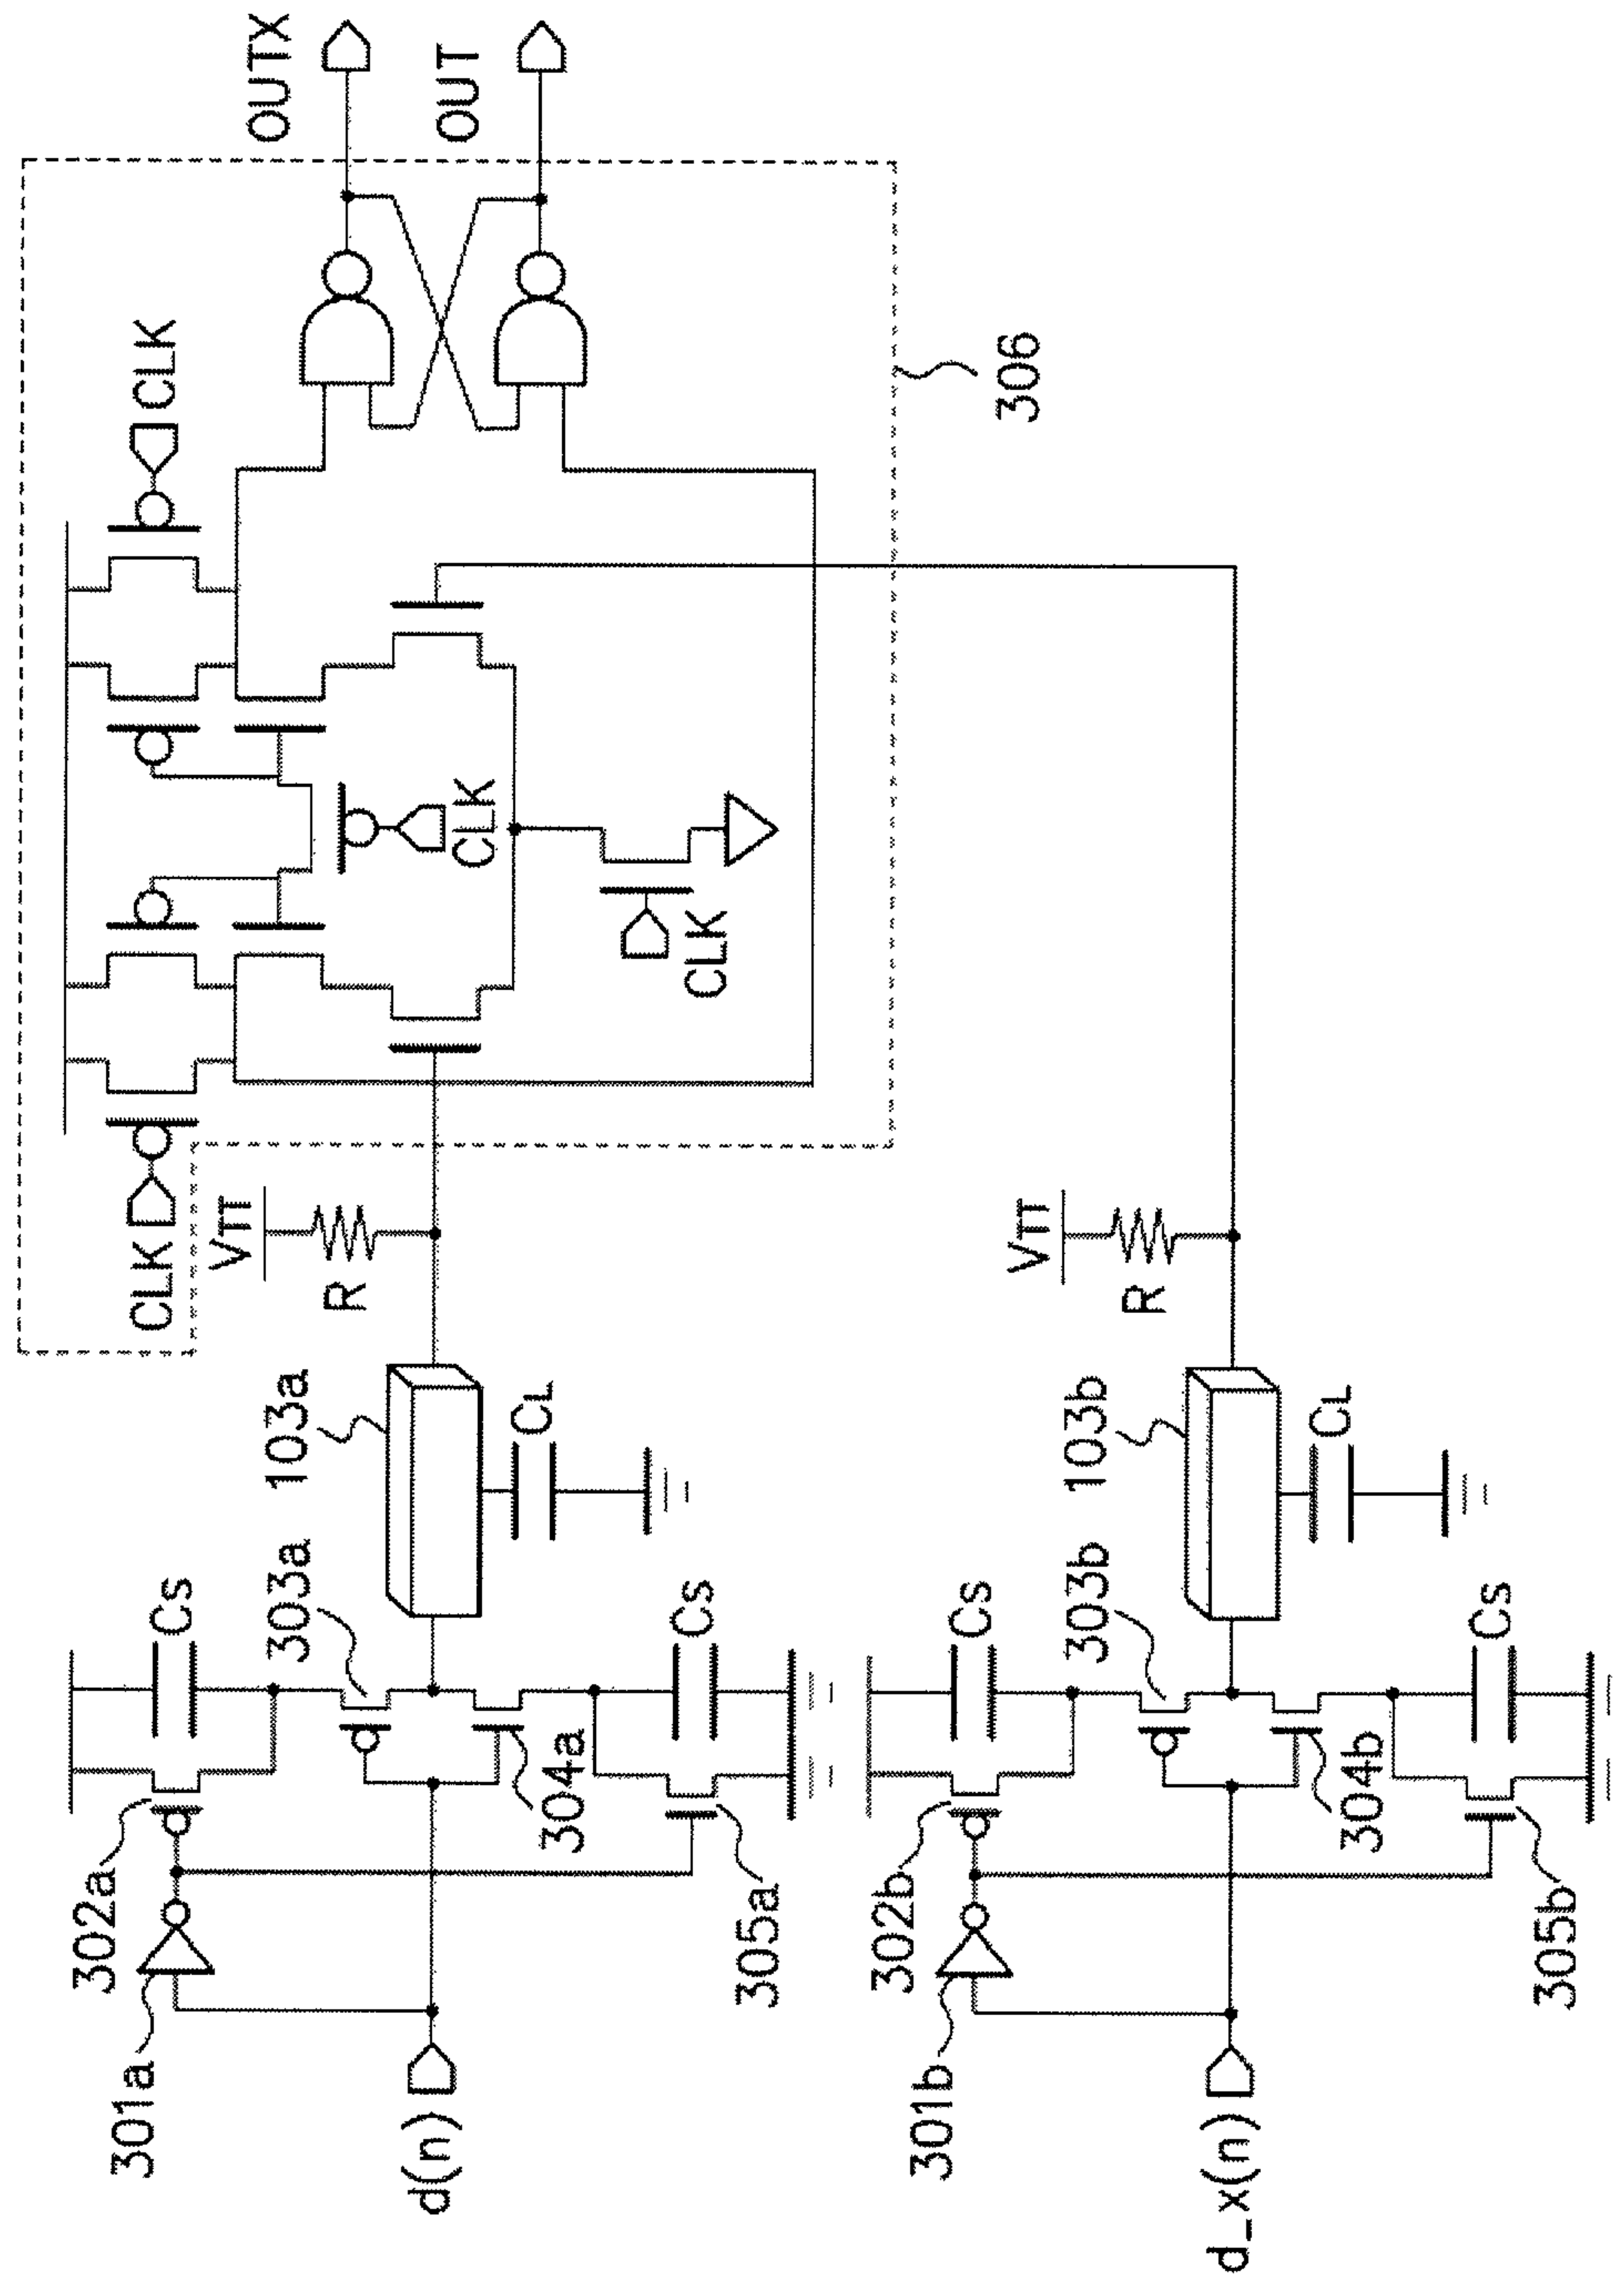 OUTX
OUT
CLK
306
CLK
CLK
CLK
VTT
R
VTT
R
103a
CL
103b
CL
Cs
303a
Cs
304a
302a
305a
301a
d(n)
Cs
303b
Cs
304b
302b
305b
301b
d_x(n)